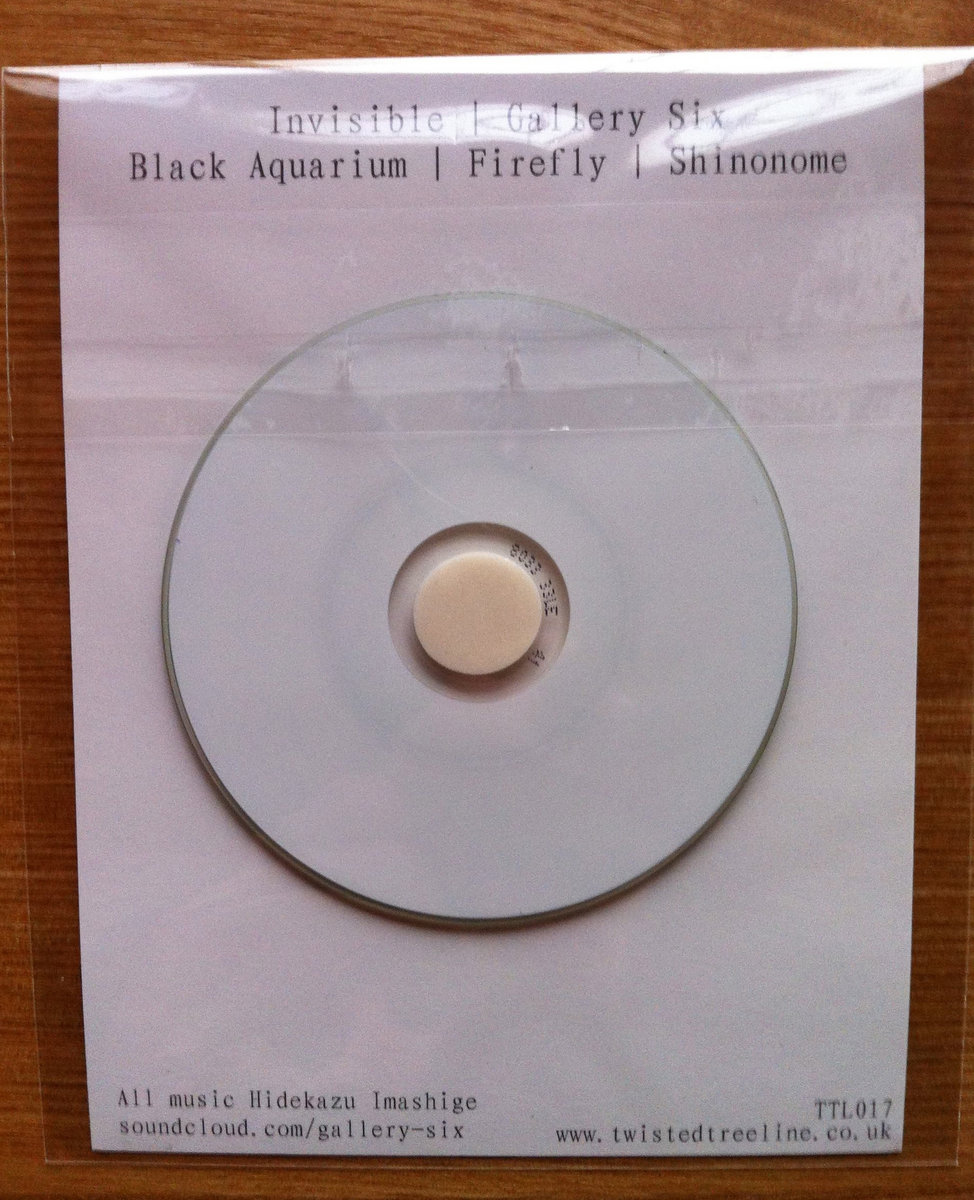 Invisible | Gallery Six
Black Aquarium | Firefly | Shinonome
All music Hidekazu Imashige
soundcloud.com/gallery-six
TTL017
www.twistedtreeline.co.uk